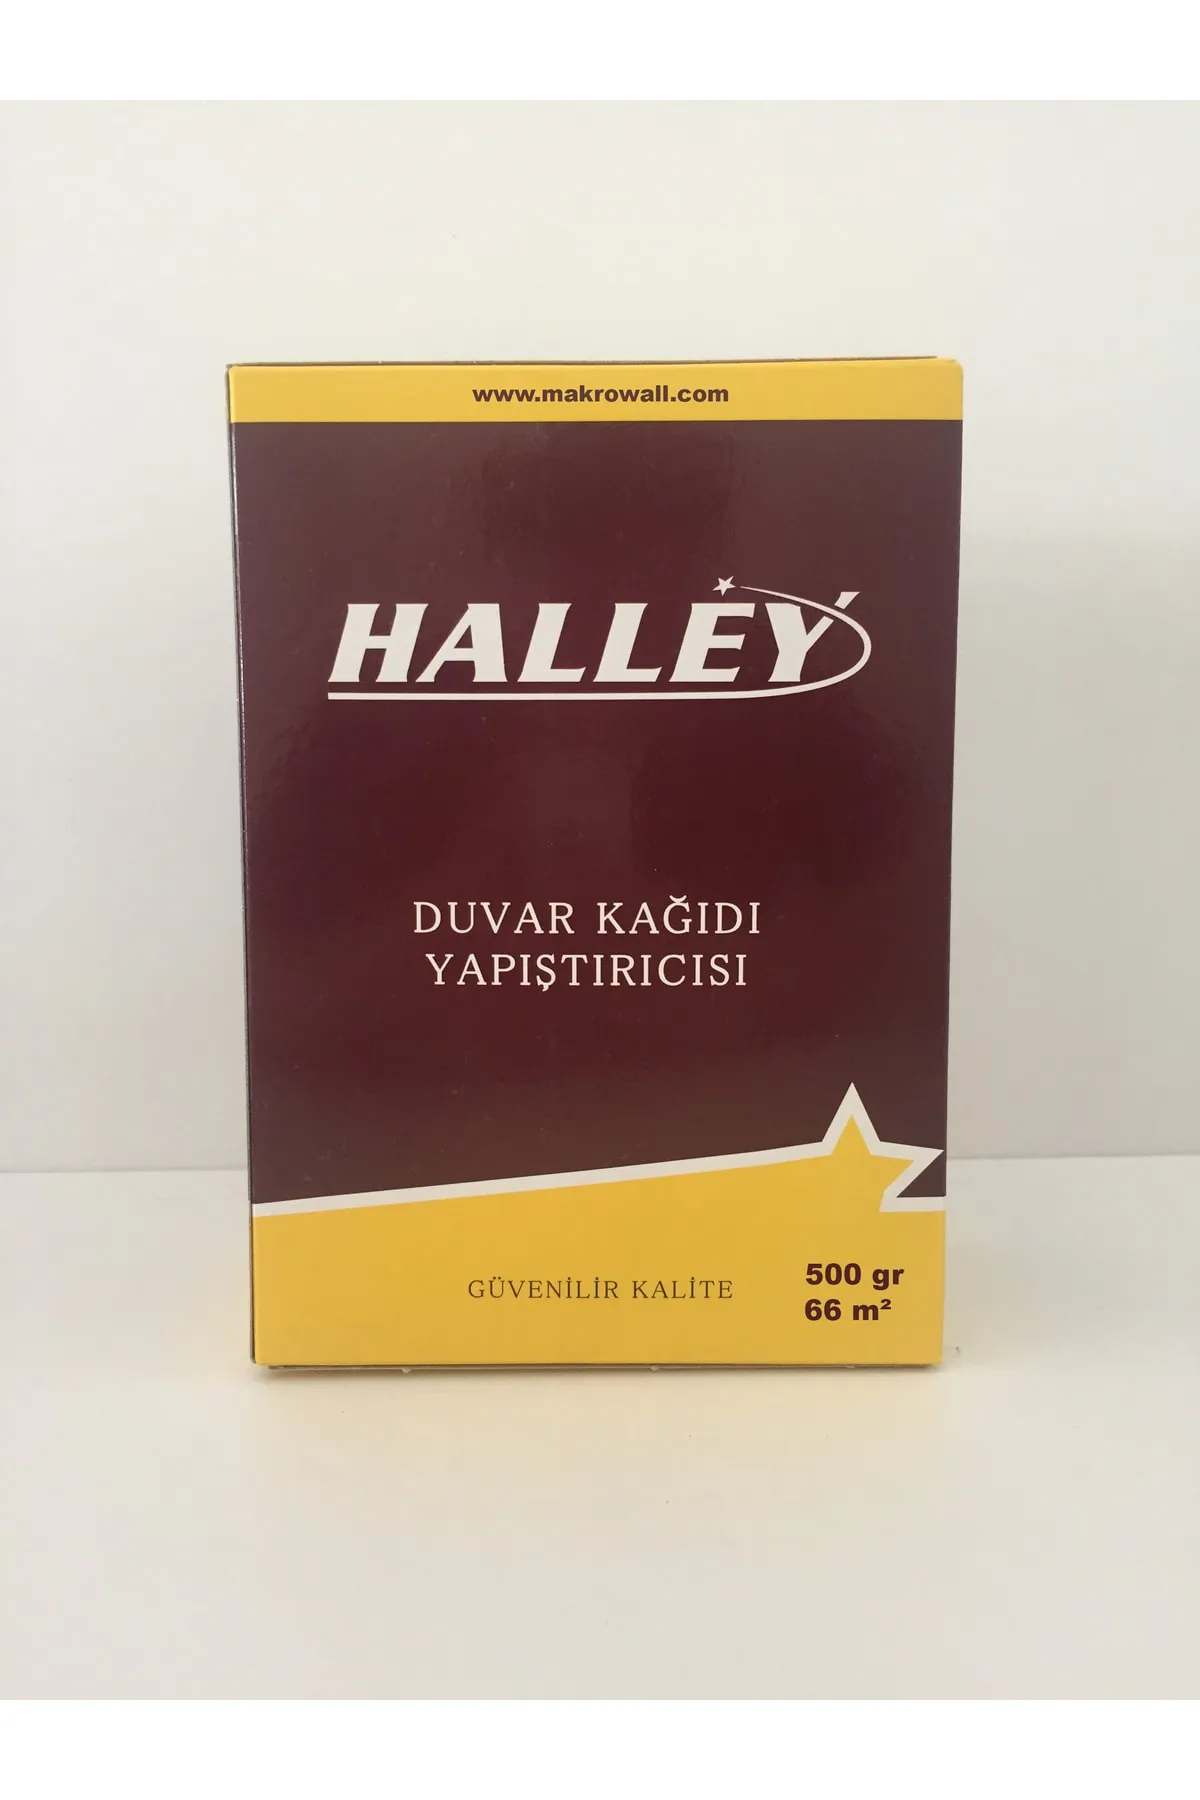 www.makrowall.com
HALLEY
DUVAR KAĞIDI
YAPIŞTIRICISI
GÜVENİLİR KALİTE
500 gr
66 m²